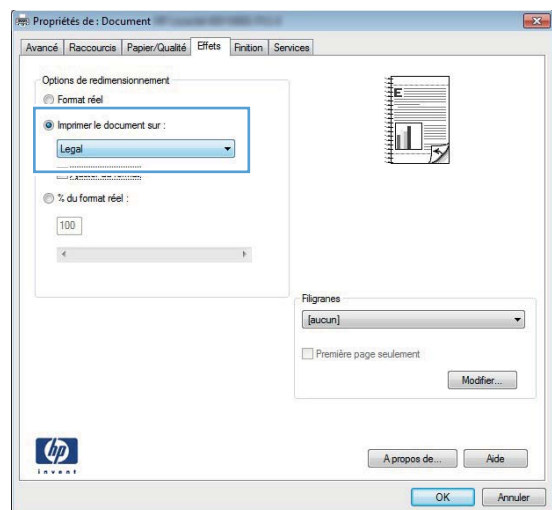 Propriétés de : Document
Avancé Raccourcis Papier/Qualité Effets Finition Services
Options de redimensionnement
Format réel
Imprimer le document sur :
Legal
% du format réel :
100
E
Filigranes
[aucun]
Première page seulement
Modifier...
hp
invent
A propos de... Aide
OK Annuler